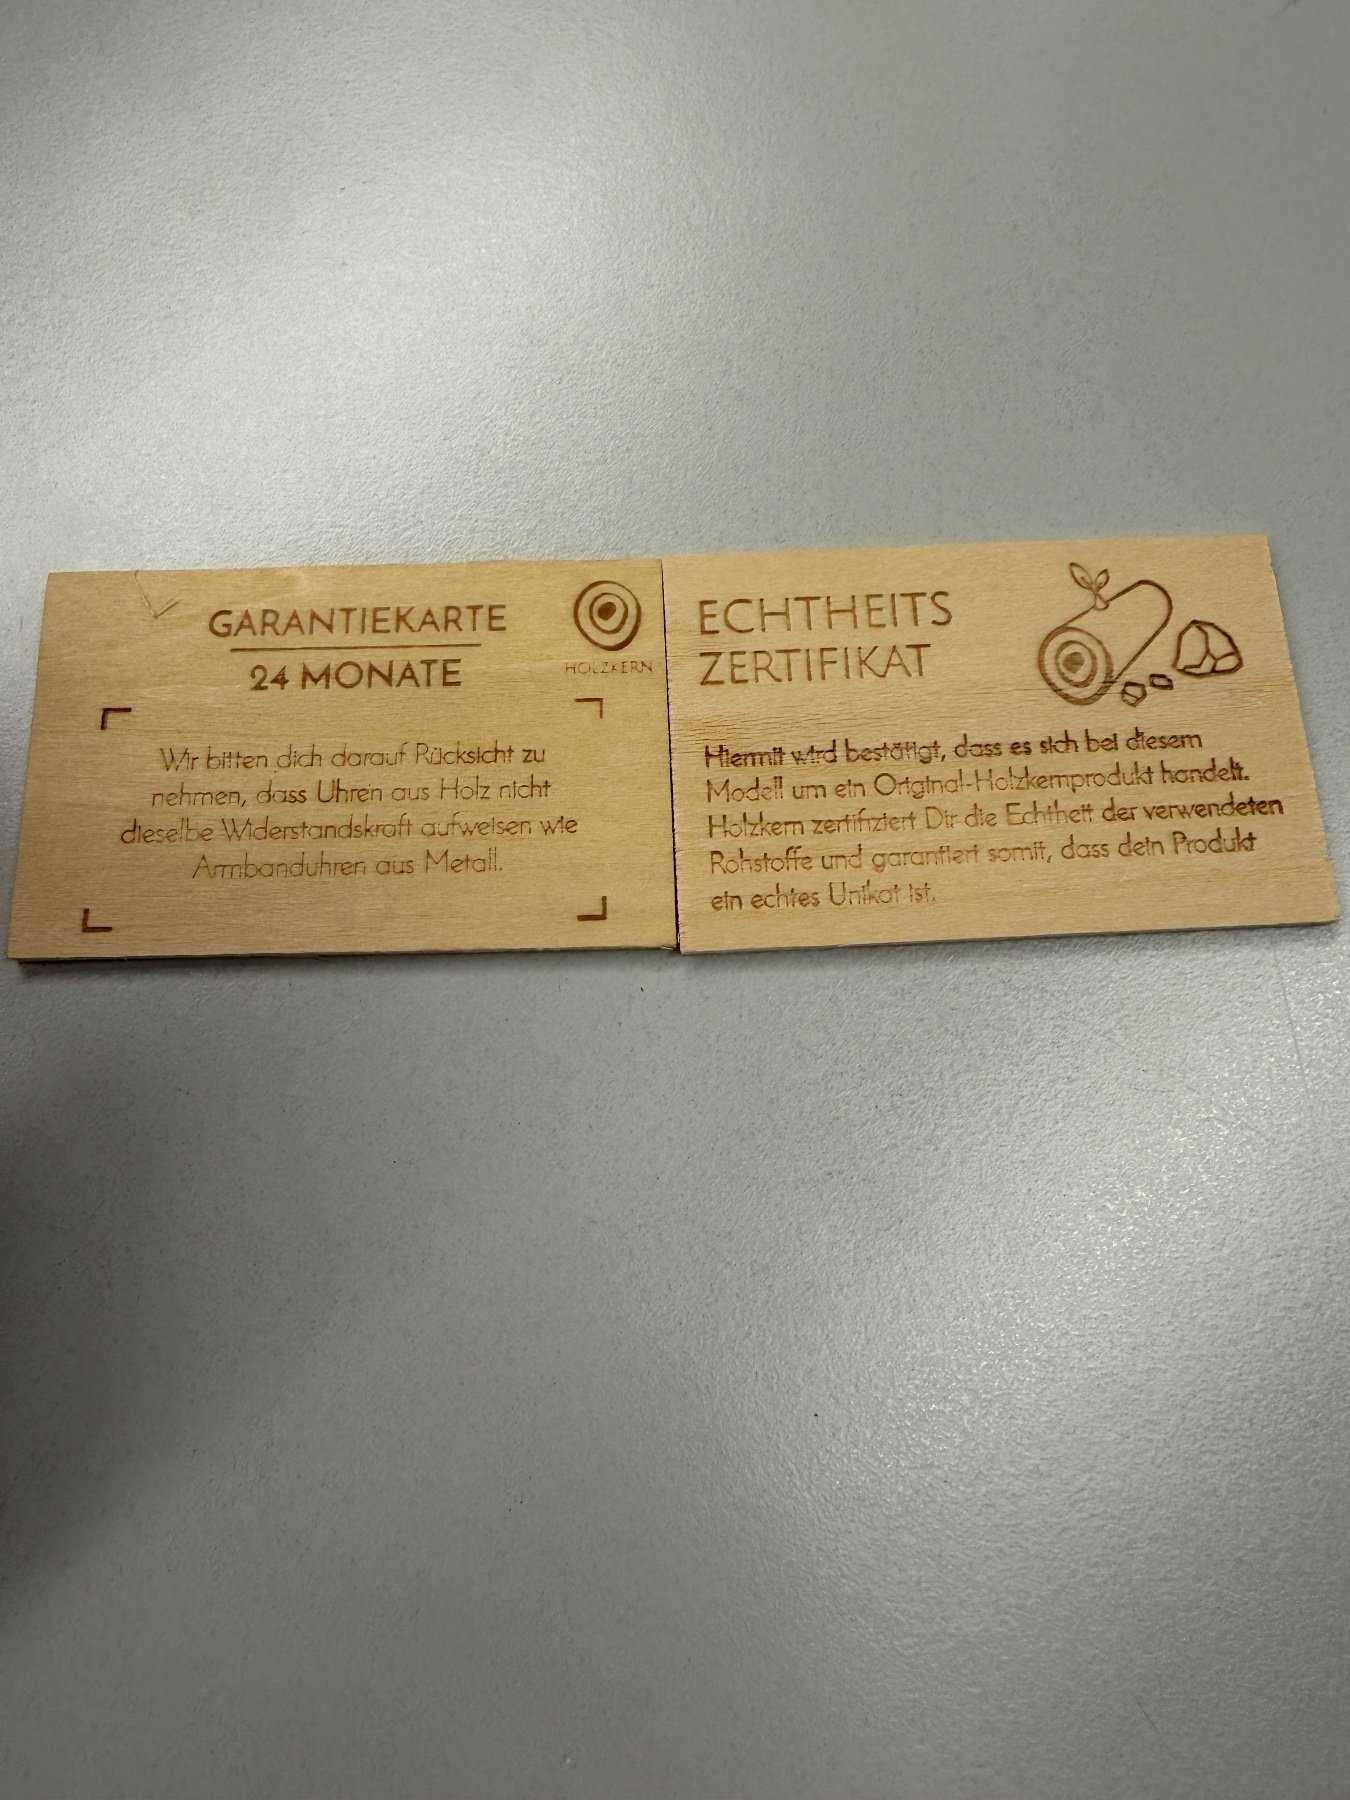 GARANTIEKARTE
24 MONATE
HOLZKERN
Wir bitten dich darauf Rücksicht zu
nehmen, dass Uhren aus Holz nicht
dieselbe Widerstandskraft aufweisen wie
Armbanduhren aus Metall.
ECHTHEITS
ZERTIFIKAT
Hiermit wird bestätigt, dass es sich bei diesem
Modell um ein Original-Holzkernprodukt handelt.
Holzkern zertifiziert Dir die Echtheit der verwendeten
Rohstoffe und garantiert somit, dass dein Produkt
ein echtes Unikat ist.